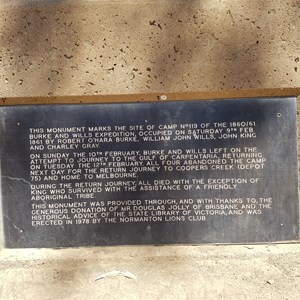 THIS MONUMENT MARKS THE SITE OF CAMP Nº119 OF THE 1860/61
BURKE AND WILLS EXPEDITION, OCCUPIED ON SATURDAY 9TH FEB
1861 BY ROBERT O'HARA BURKE, WILLIAM JOHN WILLS, JOHN KING
AND CHARLEY GRAY.
ON SUNDAY THE 10TH FEBRUARY, BURKE AND WILLS LEFT ON THE
ATTEMPT TO JOURNEY TO THE GULF OF CARPENTARIA, RETURNING
ON TUESDAY THE 12TH FEBRUARY. ALL FOUR ABANDONED THE CAMP
NEXT DAY FOR THE RETURN JOURNEY TO COOPERS CREEK (DEPOT
75) AND HOME TO MELBOURNE.
DURING THE RETURN JOURNEY, ALL DIED WITH THE EXCEPTION OF
KING WHO SURVIVED WITH THE ASSISTANCE OF A FRIENDLY
ABORIGINAL TRIBE.
THIS MONUMENT WAS PROVIDED THROUGH, AND WITH THANKS TO, THE
GENEROUS DONATION OF MR DOUGLAS JOLLY OF BRISBANE AND THE
HISTORICAL ADVICE OF THE STATE LIBRARY OF VICTORIA, AND WAS
ERECTED IN 1978 BY THE NORMANTON LIONS CLUB.